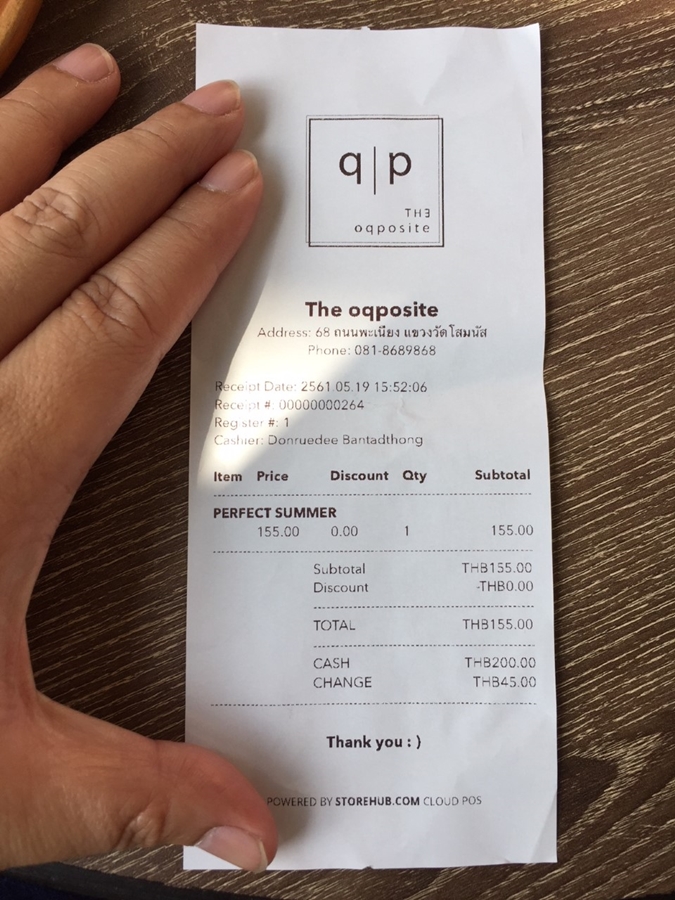 q|p
THƎ
oqposite
The oqposite
Address: 68 ถนนพะเนียง แขวงวัดโสมนัส
Phone: 081-8689868
Receipt Date: 2561.05.19 15:52:06
Receipt #: 00000000264
Register #: 1
Cashier: Donruedee Bantadthong
Item Price Discount Qty Subtotal
PERFECT SUMMER
155.00 0.00 1 155.00
Subtotal THB155.00
Discount -THB0.00
TOTAL THB155.00
CASH THB200.00
CHANGE THB45.00
Thank you : )
POWERED BY STOREHUB.COM CLOUD POS